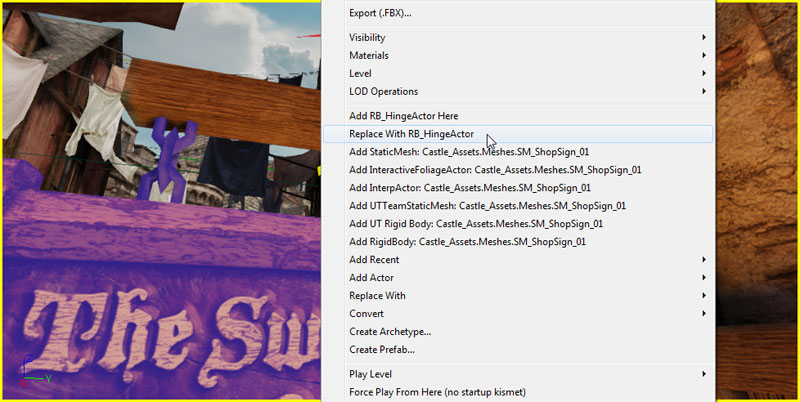 Export (.FBX)...
Visibility
Materials
Level
LOD Operations
Add RB_HingeActor Here
Replace With RB_HingeActor
Add StaticMesh: Castle_Assets.Meshes.SM_ShopSign_01
Add InteractiveFoliageActor: Castle_Assets.Meshes.SM_ShopSign_01
Add InterpActor: Castle_Assets.Meshes.SM_ShopSign_01
Add UTTeamStaticMesh: Castle_Assets.Meshes.SM_ShopSign_01
Add UT Rigid Body: Castle_Assets.Meshes.SM_ShopSign_01
Add RigidBody: Castle_Assets.Meshes.SM_ShopSign_01
Add Recent
Add Actor
Replace With
Convert
Create Archetype...
Create Prefab...
Play Level
Force Play From Here (no startup kismet)
The Sw
Y